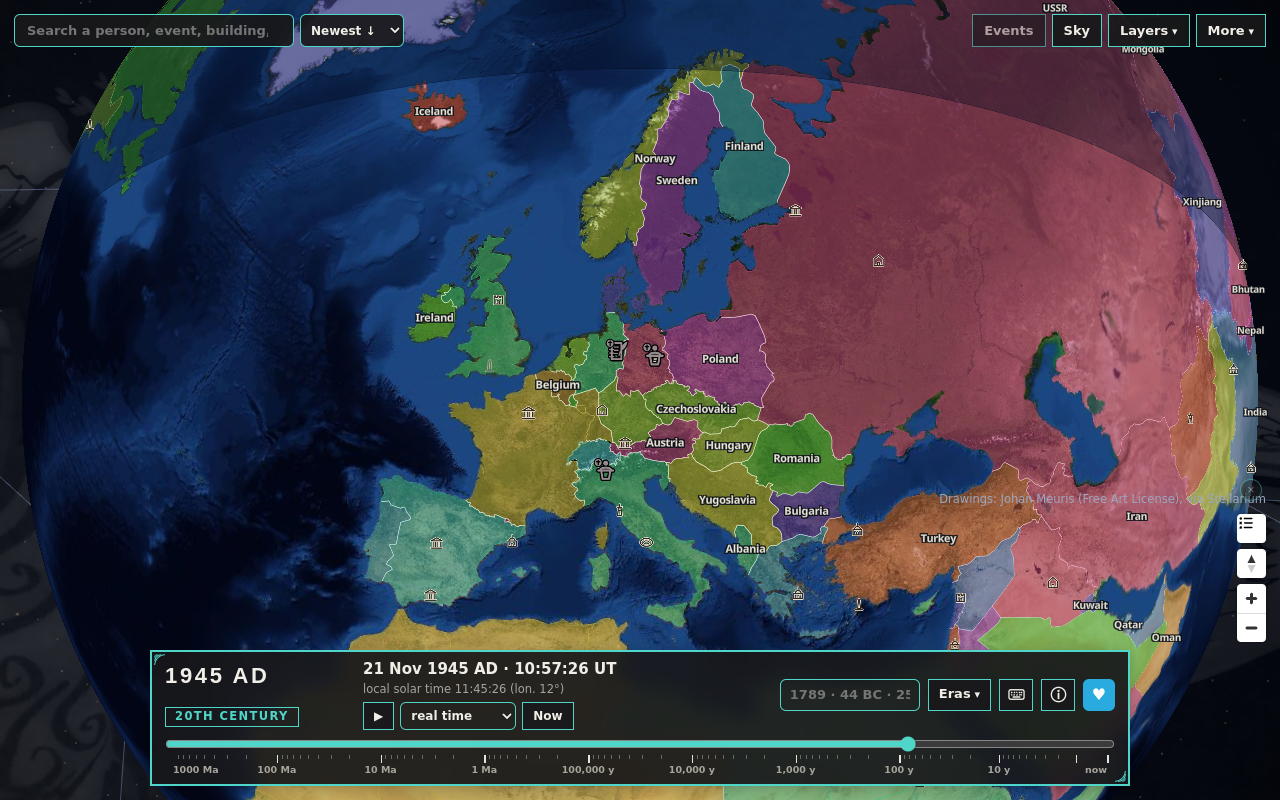 Search a person, event, building,
Newest ↓
Events
Sky
Layers ▾
More ▾
USSR
Mongolia
Iceland
Norway
Finland
Sweden
Xinjiang
Bhutan
Ireland
Nepal
Poland
Belgium
Czechoslovakia
India
Austria
Hungary
Romania
Yugoslavia
Drawings: Johan Meuris (Free Art License),
Stellarium
Bulgaria
Iran
Turkey
Albania
Kuwait
Qatar
Oman
1945 AD
21 Nov 1945 AD · 10:57:26 UT
local solar time 11:45:26 (lon. 12°)
20TH CENTURY
▶
real time
Now
1789 · 44 BC · 25
Eras ▾
1000 Ma
100 Ma
10 Ma
1 Ma
100,000 y
10,000 y
1,000 y
100 y
10 y
now